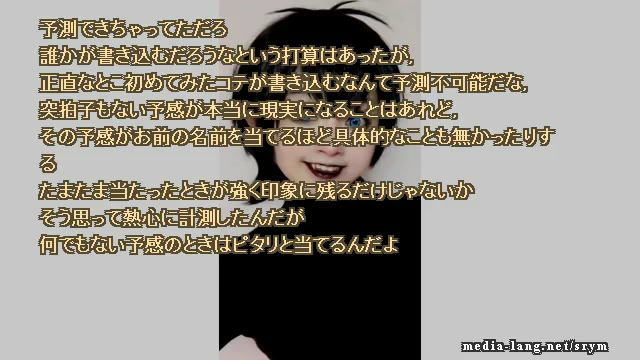 予測できちゃってただろ
誰かが書き込むだろうなという打算はあったが,
正直なとこ初めてみたコテが書き込むなんて予測不可能だな,
突拍子もない予感が本当に現実になることはあれど,
その予感がお前の名前を当てるほど具体的なことも無かったりす
る
たまたま当たったときが強く印象に残るだけじゃないか
そう思って熱心に計測したんだが
何でもない予感のときはピタリと当てるんだよ
media-lang.net/srym